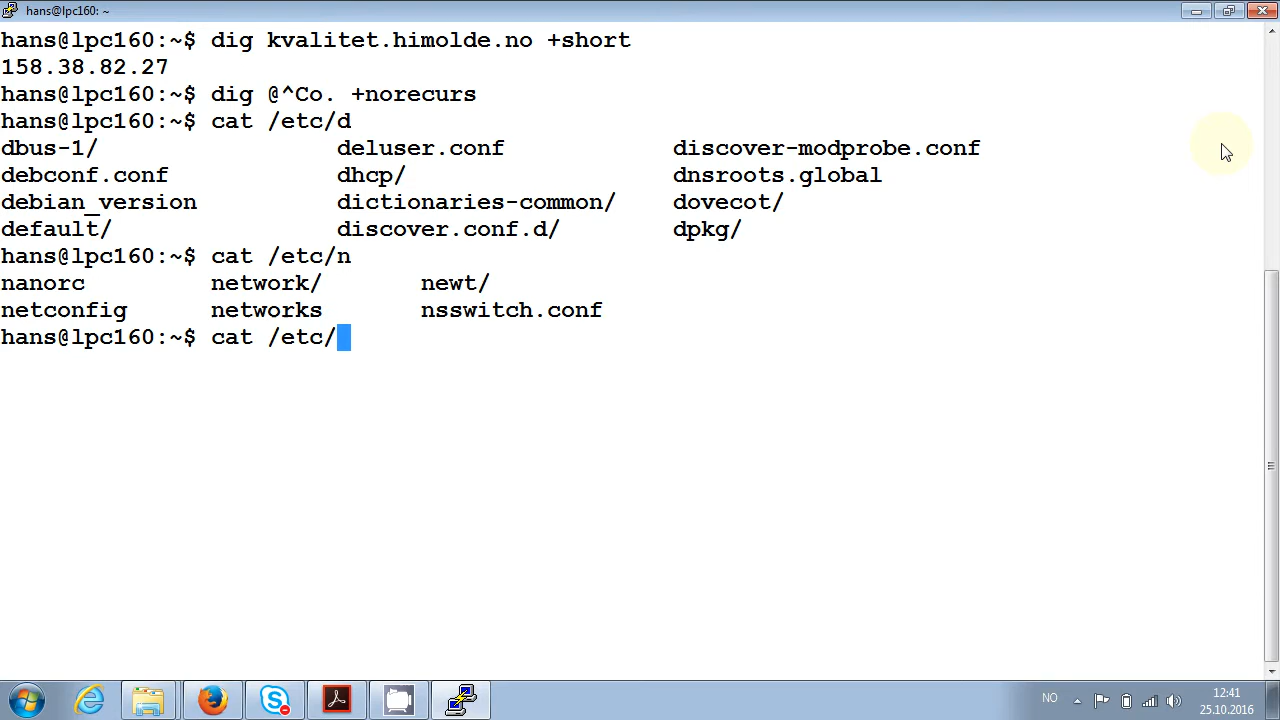 hans@lpc160: ~
hans@lpc160:~$ dig kvalitet.himolde.no +short
158.38.82.27
hans@lpc160:~$ dig @^Co. +norecurs
hans@lpc160:~$ cat /etc/d
dbus-1/ deluser.conf discover-modprobe.conf
debconf.conf dhcp/ dnsroots.global
debian_version dictionaries-common/ dovecot/
default/ discover.conf.d/ dpkg/
hans@lpc160:~$ cat /etc/n
nanorc network/ newt/
netconfig networks nsswitch.conf
hans@lpc160:~$ cat /etc/
NO
12:41
25.10.2016